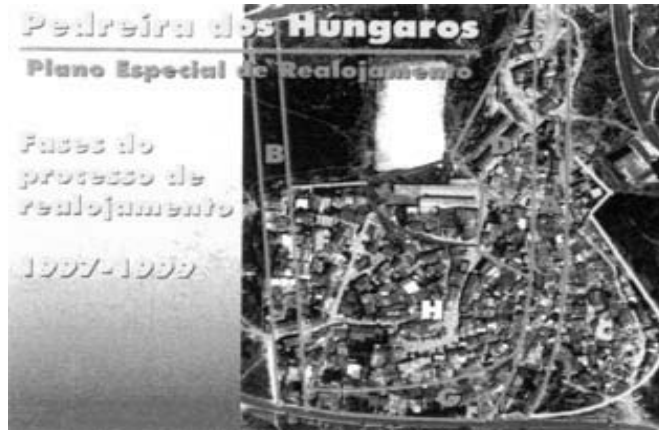 Pedreira dos Húngaros
Plano Especial de Realojamento
Fases do
processo de
realojamento
1997-1999
B
D
H
C
G